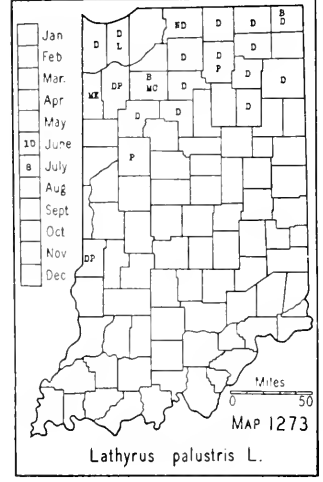 Jan
Feb
Mar.
Apr
May
10 June
8 July
Aug
Sept
Oct
Nov
Dec
ND D D B D
D D L D D D
D P
MK DP B MC D D D
D D D
P
DP
Miles
0 50
MAP 1273
Lathyrus palustris L.